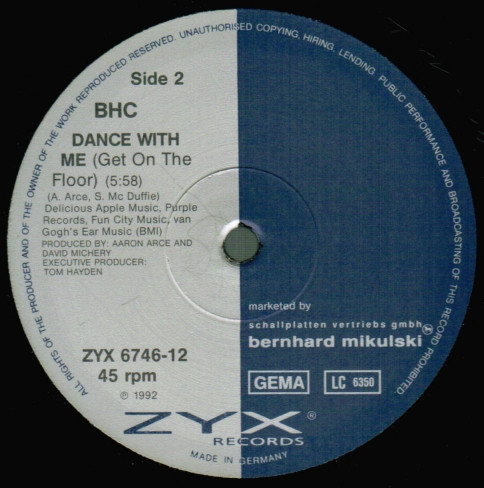 ALL RIGHTS OF THE PRODUCER AND OF THE OWNER OF THE WORK REPRODUCED RESERVED. UNAUTHORISED COPYING, HIRING, LENDING, PUBLIC PERFORMANCE AND BROADCASTING OF THIS RECORD PROHIBITED
Side 2
BHC
DANCE WITH
ME (Get On The
Floor) (5:58)
(A. Arce, S. Mc Duffie)
Delicious Apple Music, Purple
Records, Fun City Music, van
Gogh's Ear Music (BMI)
PRODUCED BY: AARON ARCE AND
DAVID MICHERY
EXECUTIVE PRODUCER:
TOM HAYDEN
marketed by
schallplatten vertriebs gmbh
bernhard mikulski
ZYX 6746-12
45 rpm
GEMA
LC 6350
℗ 1992
ZYX®
RECORDS
MADE IN GERMANY